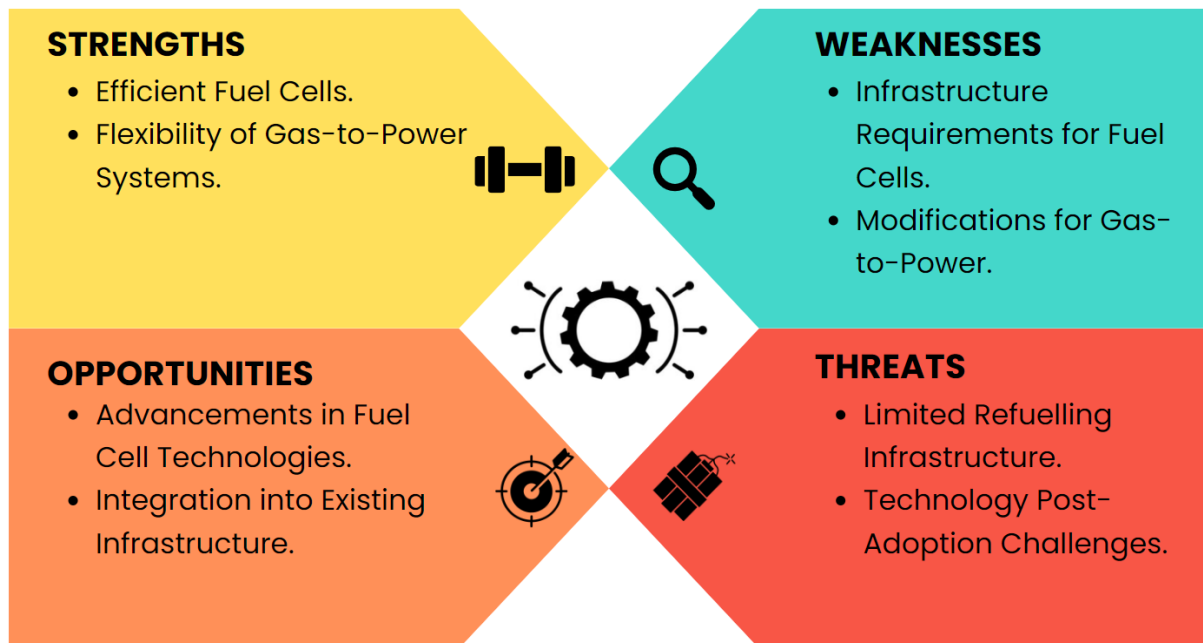 STRENGTHS
• Efficient Fuel Cells.
• Flexibility of Gas-to-Power
Systems.
WEAKNESSES
• Infrastructure
Requirements for Fuel
Cells.
• Modifications for Gas-
to-Power.
OPPORTUNITIES
• Advancements in Fuel
Cell Technologies.
• Integration into Existing
Infrastructure.
THREATS
• Limited Refuelling
Infrastructure.
• Technology Post-
Adoption Challenges.